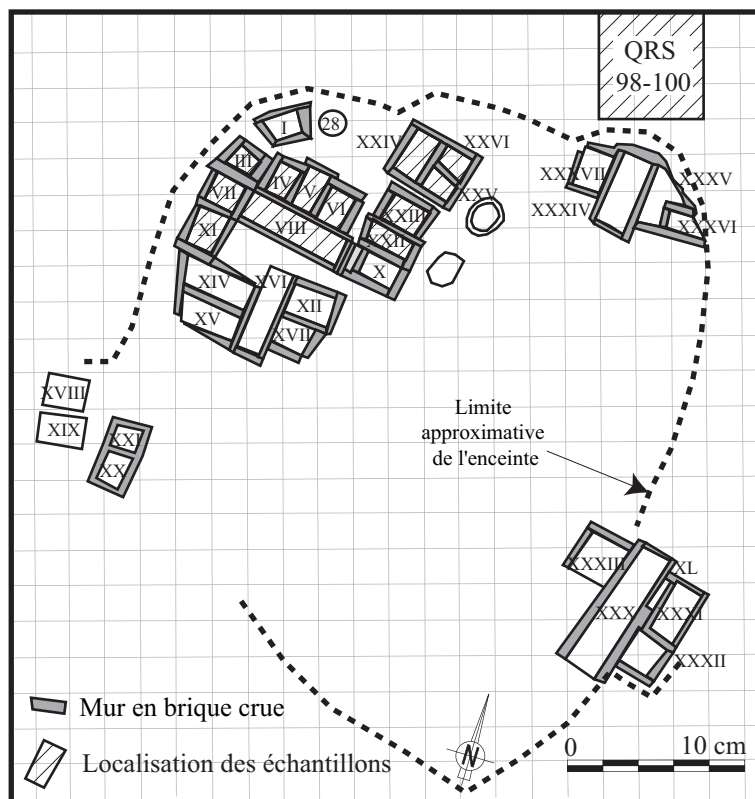 QRS
98-100
I
28
XXIV
XXVI
III
IV
V
VI
VII
VIII
XI
XXV
XXIII
XXII
X
XXXVII
XXXV
XXXIV
XXXVI
XIV
XVI
XII
XV
XVII
XVIII
XIX
XXI
XX
Limite
approximative
de l'enceinte
XXXIII
XL
XXX
XXXI
XXXII
Mur en brique crue
Localisation des échantillons
N
0 10 cm